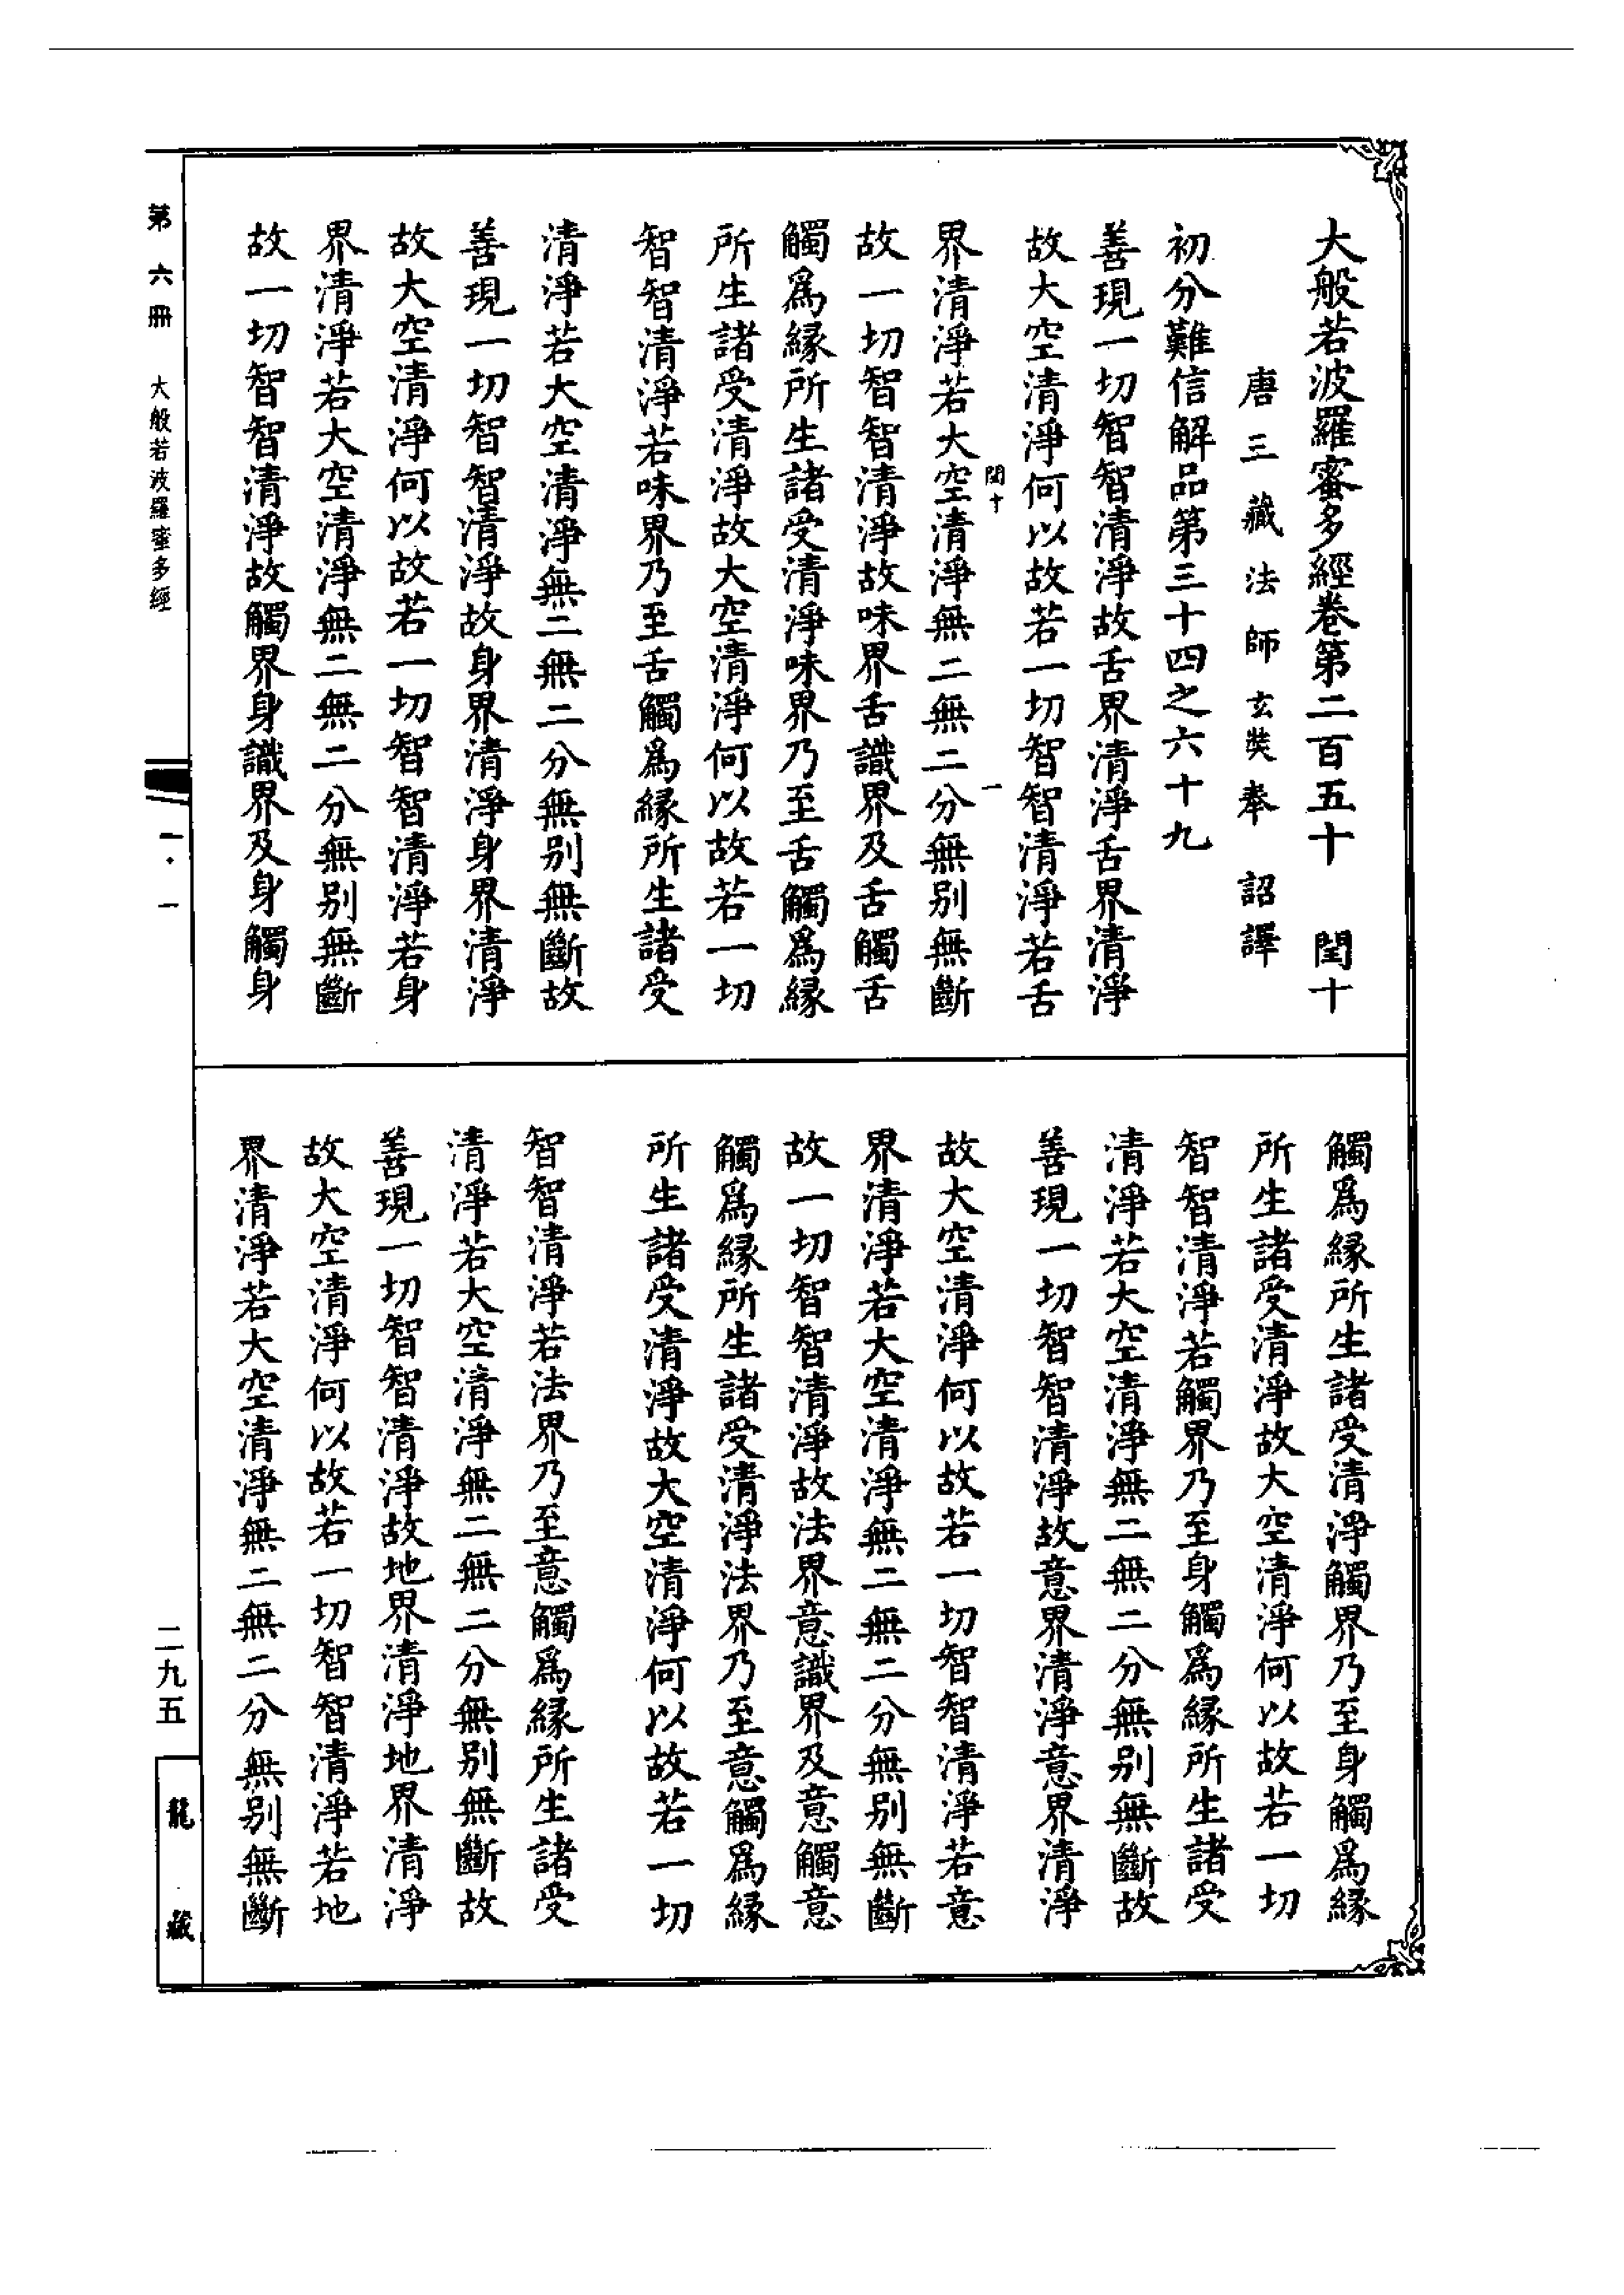 大般若波羅蜜多經卷第二百五十　閏十
唐三藏法師玄奘奉　詔譯
初分難信解品第三十四之六十九
善現一切智智清淨故舌界清淨舌界清淨
故大空清淨何以故若一切智智清淨若舌
閏十　一
界清淨若大空清淨無二無二分無别無斷
故一切智智清淨故味界舌識界及舌觸舌
觸爲緣所生諸受清淨味界乃至舌觸爲緣
所生諸受清淨故大空清淨何以故若一切
智智清淨若味界乃至舌觸爲緣所生諸受
清淨若大空清淨無二無二分無别無斷故
善現一切智智清淨故身界清淨身界清淨
故大空清淨何以故若一切智智清淨若身
界清淨若大空清淨無二無二分無别無斷
故一切智智清淨故觸界身識界及身觸身
觸爲緣所生諸受清淨觸界乃至身觸爲緣
所生諸受清淨故大空清淨何以故若一切
智智清淨若觸界乃至身觸爲緣所生諸受
清淨若大空清淨無二無二分無别無斷故
善現一切智智清淨故意界清淨意界清淨
故大空清淨何以故若一切智智清淨若意
界清淨若大空清淨無二無二分無别無斷
故一切智智清淨故法界意識界及意觸意
觸爲緣所生諸受清淨法界乃至意觸爲緣
所生諸受清淨故大空清淨何以故若一切
智智清淨若法界乃至意觸爲緣所生諸受
清淨若大空清淨無二無二分無别無斷故
善現一切智智清淨故地界清淨地界清淨
故大空清淨何以故若一切智智清淨若地
界清淨若大空清淨無二無二分無别無斷
第六冊　大般若波羅蜜多經
一·一
二九五
龍藏